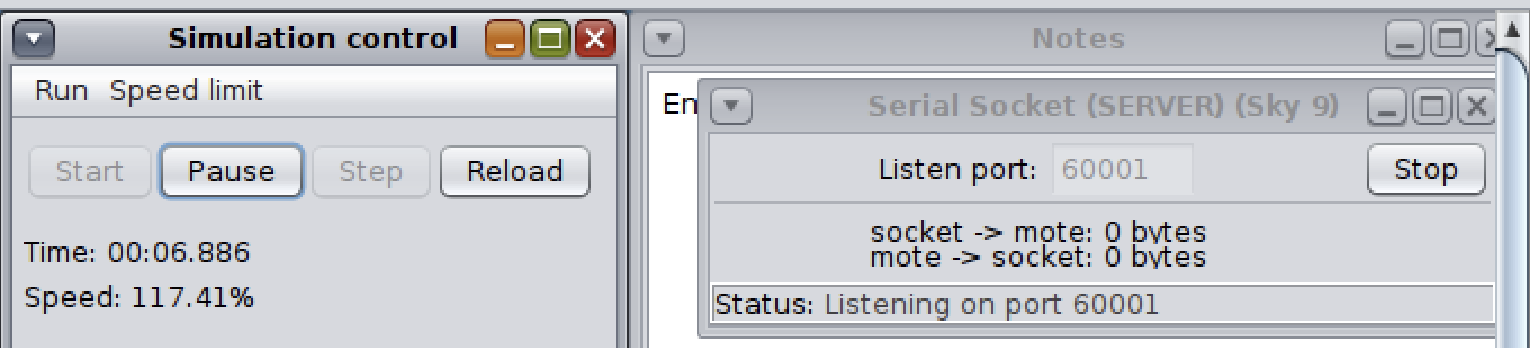 Simulation control
Run Speed limit
Start Pause Step Reload
Time: 00:06.886
Speed: 117.41%
Notes
En
Serial Socket (SERVER) (Sky 9)
Listen port: 60001 Stop
socket -> mote: 0 bytes
mote -> socket: 0 bytes
Status: Listening on port 60001